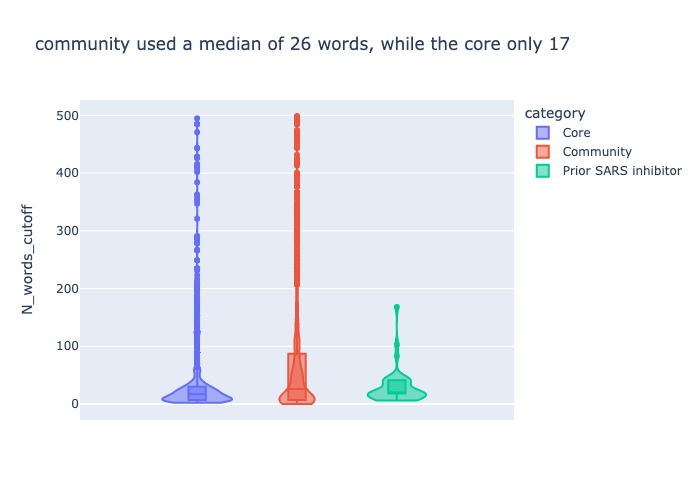 community used a median of 26 words, while the core only 17
category
Core
Community
Prior SARS inhibitor
N_words_cutoff
500
400
300
200
100
0